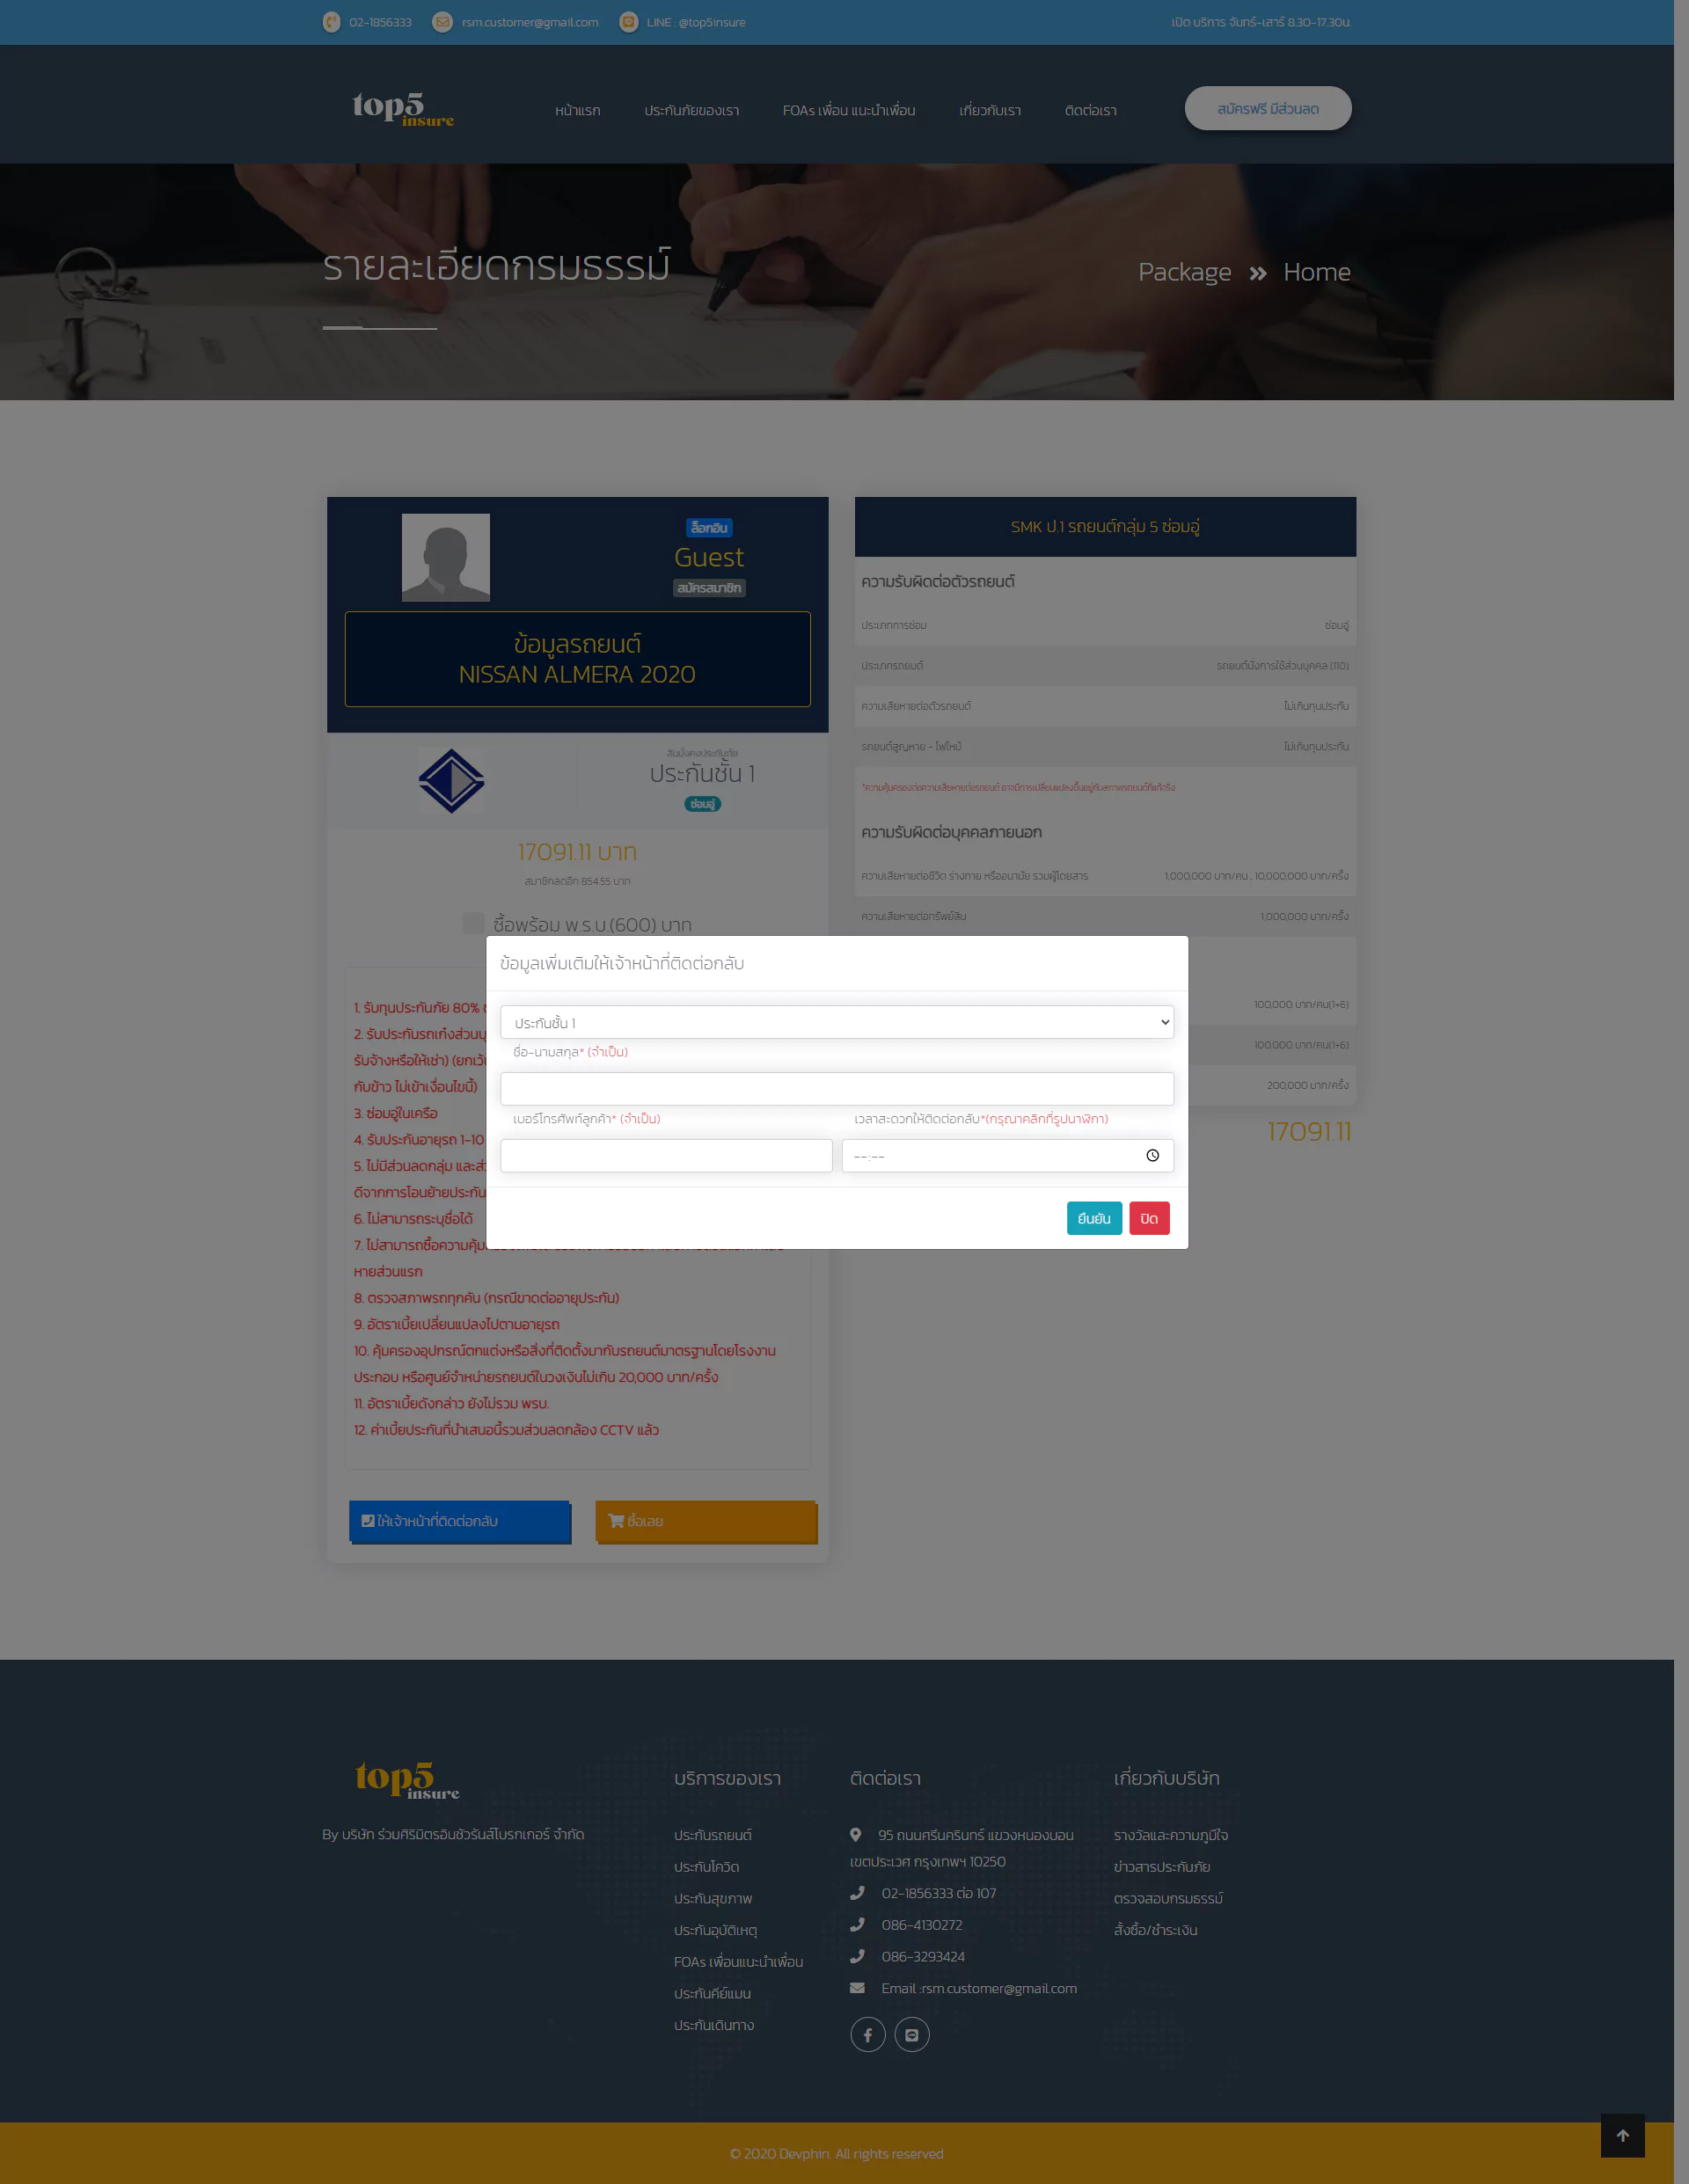 02-1856333 rsm.customer@gmail.com LINE : @top5insure เปิด บริการ จันทร์-เสาร์ 8.30-17.30น.
top5 insure
หน้าแรก ประกันภัยของเรา FOAs เพื่อน แนะนำเพื่อน เกี่ยวกับเรา ติดต่อเรา สมัครฟรี มีส่วนลด
รายละเอียดกรมธรรม์
Package Home
ล็อกอิน
Guest
สมัครสมาชิก
ข้อมูลรถยนต์
NISSAN ALMERA 2020
สินมั่งคงประกันภัย
ประกันชั้น 1
ซ่อมอู่
17091.11 บาท
สมาชิกลดอีก 854.55 บาท
ซื้อพร้อม พ.ร.บ.(600) บาท
SMK ป.1 รถยนต์กลุ่ม 5 ซ่อมอู่
ความรับผิดต่อตัวรถยนต์
ประเภทการซ่อม ซ่อมอู่
ประเภทรถยนต์ รถยนต์นั่งการใช้ส่วนบุคคล (110)
ความเสียหายต่อตัวรถยนต์ ไม่เกินทุนประกัน
รถยนต์สูญหาย - ไฟไหม้ ไม่เกินทุนประกัน
*ความคุ้มครองต่อความเสียหายต่อรถยนต์ อาจมีการเปลี่ยนแปลงขึ้นอยู่กับสภาพรถยนต์ที่แท้จริง
ความรับผิดต่อบุคคลภายนอก
ความเสียหายต่อชีวิต ร่างกาย หรืออนามัย รวมผู้โดยสาร 1,000,000 บาท/คน , 10,000,000 บาท/ครั้ง
ความเสียหายต่อทรัพย์สิน 1,000,000 บาท/ครั้ง
100,000 บาท/คน(1+6)
100,000 บาท/คน(1+6)
200,000 บาท/ครั้ง
17091.11
ข้อมูลเพิ่มเติมให้เจ้าหน้าที่ติดต่อกลับ
ประกันชั้น 1
ชื่อ-นามสกุล* (จำเป็น)
เบอร์โทรศัพท์ลูกค้า* (จำเป็น) เวลาสะดวกให้ติดต่อกลับ*(กรุณาคลิกที่รูปนาฬิกา)
--:--
ยืนยัน ปิด
1. รับทุนประกันภัย 80%
2. รับประกันรถเก๋งส่วนบุ
รับจ้างหรือให้เช่า) (ยกเว้
กับข้าว ไม่เข้าเงื่อนไขนี้)
3. ซ่อมอู่ในเครือ
4. รับประกันอายุรถ 1-10
5. ไม่มีส่วนลดกลุ่ม และส่
ดีจากการโอนย้ายประกัน
6. ไม่สามารถระบุชื่อได้
7. ไม่สามารถซื้อความคุ้ม
หายส่วนแรก
8. ตรวจสภาพรถทุกคัน (กรณีขาดต่ออายุประกัน)
9. อัตราเบี้ยเปลี่ยนแปลงไปตามอายุรถ
10. คุ้มครองอุปกรณ์ตกแต่งหรือสิ่งที่ติดตั้งมากับรถยนต์มาตรฐานโดยโรงงาน
ประกอบ หรือศูนย์จำหน่ายรถยนต์ในวงเงินไม่เกิน 20,000 บาท/ครั้ง
11. อัตราเบี้ยดังกล่าว ยังไม่รวม พรบ.
12. ค่าเบี้ยประกันที่นำเสนอนี้รวมส่วนลดกล้อง CCTV แล้ว
ให้เจ้าหน้าที่ติดต่อกลับ ซื้อเลย
top5 insure
By บริษัท ร่วมศิริมิตรอินชัวรันส์โบรกเกอร์ จำกัด
บริการของเรา
ประกันรถยนต์
ประกันโควิด
ประกันสุขภาพ
ประกันอุบัติเหตุ
FOAs เพื่อนแนะนำเพื่อน
ประกันคีย์แมน
ประกันเดินทาง
ติดต่อเรา
95 ถนนศรีนครินทร์ แขวงหนองบอน
เขตประเวศ กรุงเทพฯ 10250
02-1856333 ต่อ 107
086-4130272
086-3293424
Email :rsm.customer@gmail.com
เกี่ยวกับบริษัท
รางวัลและความภูมิใจ
ข่าวสารประกันภัย
ตรวจสอบกรมธรรม์
สั่งซื้อ/ชำระเงิน
© 2020 Devphin. All rights reserved